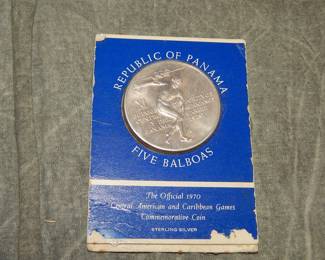 REPUBLIC OF PANAMA
FIVE BALBOAS
The Official 1970
Central American and Caribbean Games
Commemorative Coin
STERLING SILVER